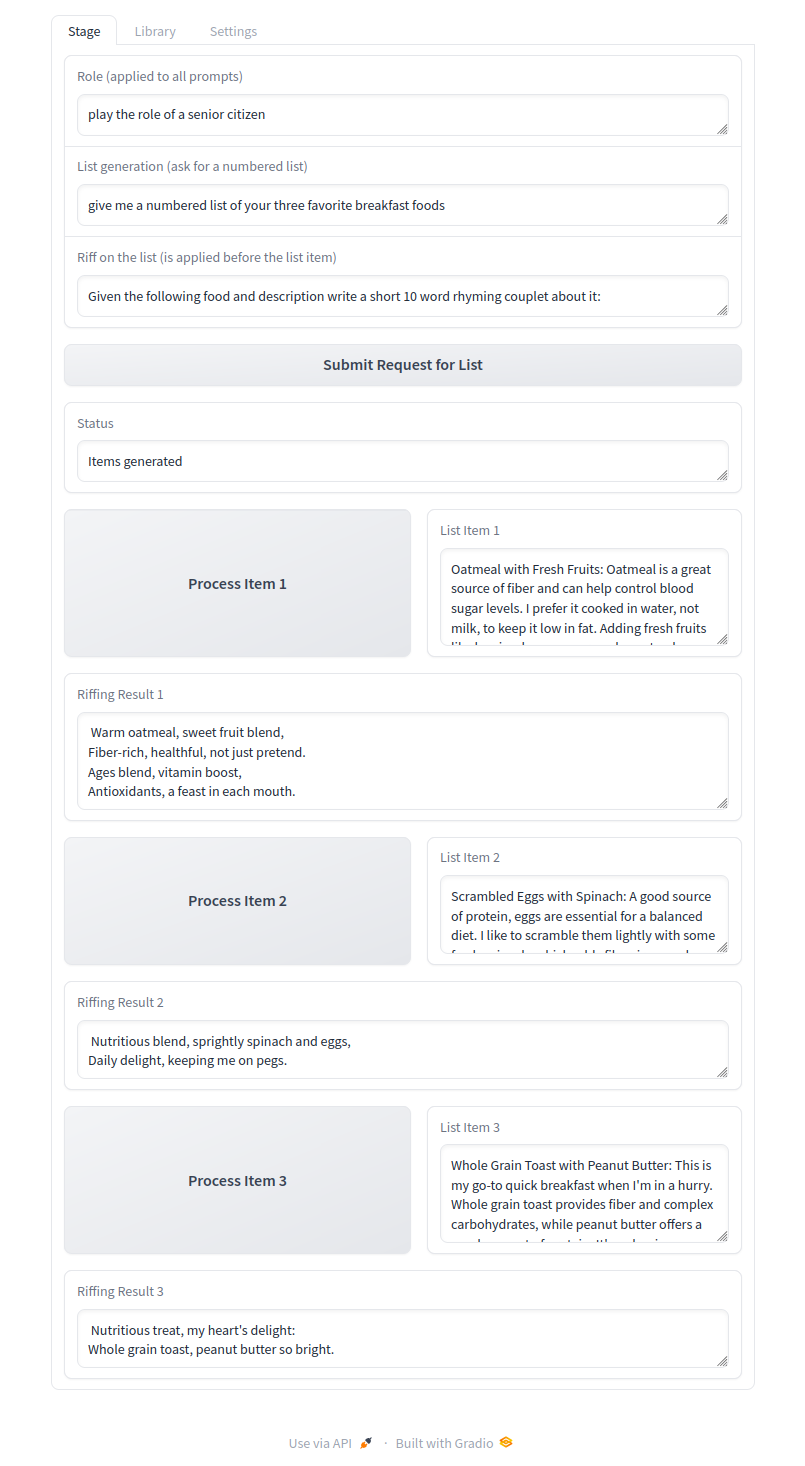 Stage
Library
Settings
Role (applied to all prompts)
play the role of a senior citizen
List generation (ask for a numbered list)
give me a numbered list of your three favorite breakfast foods
Riff on the list (is applied before the list item)
Given the following food and description write a short 10 word rhyming couplet about it:
Submit Request for List
Status
Items generated
Process Item 1
List Item 1
Oatmeal with Fresh Fruits: Oatmeal is a great
source of fiber and can help control blood
sugar levels. I prefer it cooked in water, not
milk, to keep it low in fat. Adding fresh fruits
Riffing Result 1
Warm oatmeal, sweet fruit blend,
Fiber-rich, healthful, not just pretend.
Ages blend, vitamin boost,
Antioxidants, a feast in each mouth.
Process Item 2
List Item 2
Scrambled Eggs with Spinach: A good source
of protein, eggs are essential for a balanced
diet. I like to scramble them lightly with some
Riffing Result 2
Nutritious blend, sprightly spinach and eggs,
Daily delight, keeping me on pegs.
Process Item 3
List Item 3
Whole Grain Toast with Peanut Butter: This is
my go-to quick breakfast when I'm in a hurry.
Whole grain toast provides fiber and complex
carbohydrates, while peanut butter offers a
Riffing Result 3
Nutritious treat, my heart's delight:
Whole grain toast, peanut butter so bright.
Use via API · Built with Gradio